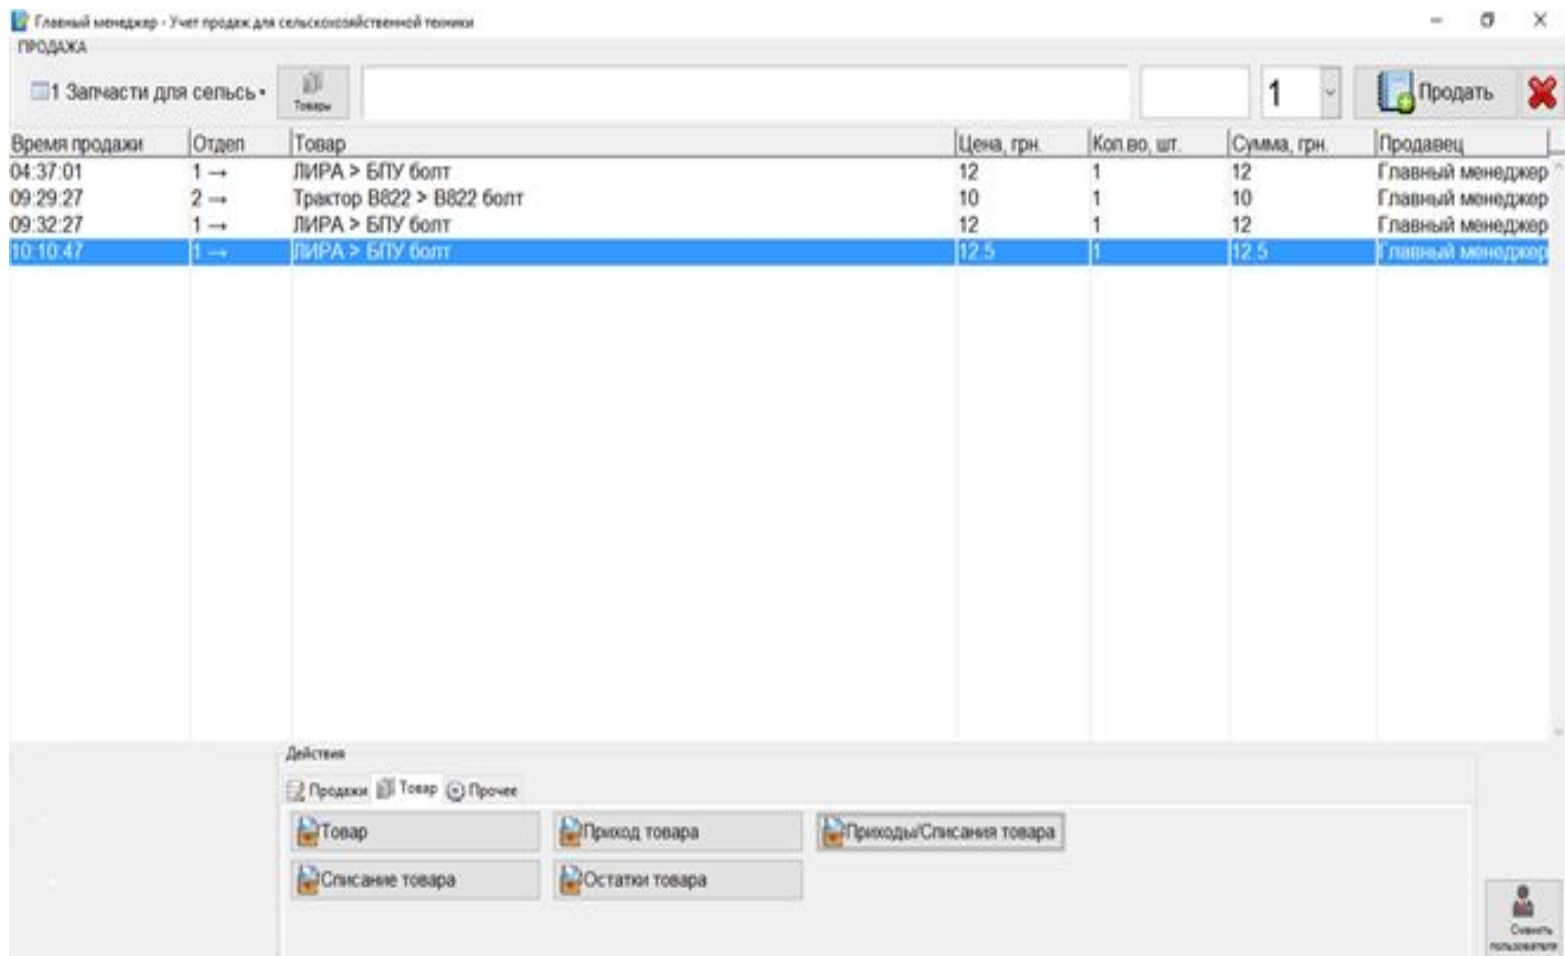 Главный менеджер - Учет продаж для сельскохозяйственной техники
ПРОДАЖА
1 Запчасти для сельсь
Товары
1
Продать
Время продажи Отдел Товар Цена, грн. Кол.во, шт. Сумма, грн. Продавец
04:37:01 1 → ЛИРА > БПУ болт 12 1 12 Главный менеджер
09:29:27 2 → Трактор B822 > B822 болт 10 1 10 Главный менеджер
09:32:27 1 → ЛИРА > БПУ болт 12 1 12 Главный менеджер
10:10:47 1 → ЛИРА > БПУ болт 12.5 1 12.5 Главный менеджер
Действия
Продажи Товар Прочее
Товар Приход товара Приходы/Списания товара
Списание товара Остатки товара
Сменить
пользователя